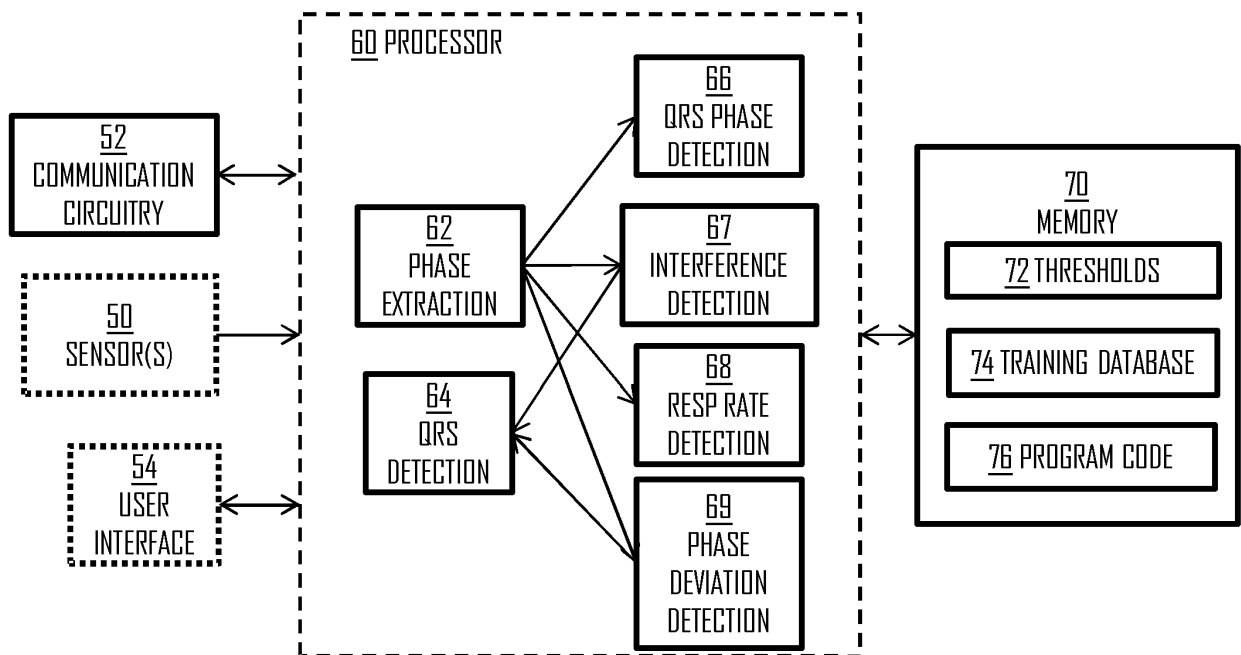 60 PROCESSOR
52
COMMUNICATION
CIRCUITRY
50
SENSOR(S)
54
USER
INTERFACE
62
PHASE
EXTRACTION
64
QRS
DETECTION
66
QRS PHASE
DETECTION
67
INTERFERENCE
DETECTION
68
RESP RATE
DETECTION
69
PHASE
DEVIATION
DETECTION
70
MEMORY
72 THRESHOLDS
74 TRAINING DATABASE
76 PROGRAM CODE